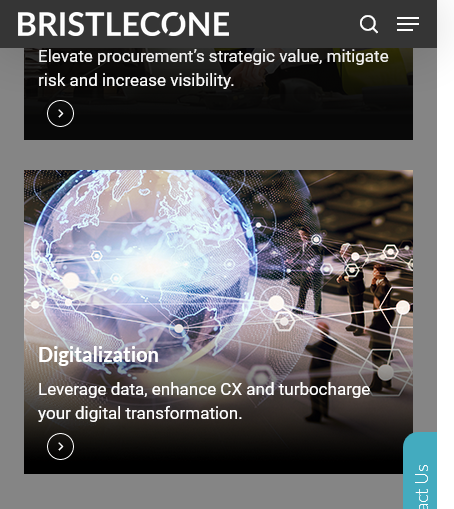 BRISTLECONE
Elevate procurement's strategic value, mitigate
risk and increase visibility.
Digitalization
Leverage data, enhance CX and turbocharge
your digital transformation.
act Us